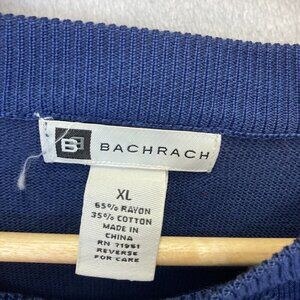 B BACHRACH
XL
65% RAYON
35% COTTON
MADE IN
CHINA
RN 71951
REVERSE
FOR CARE